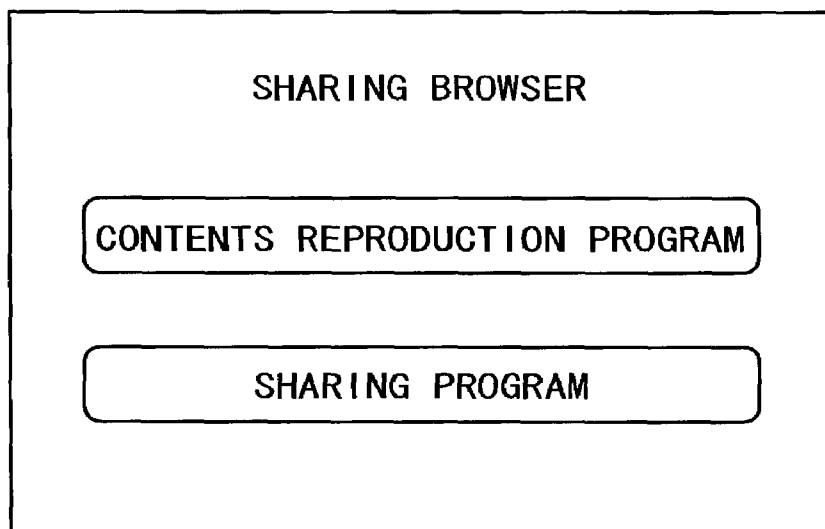 SHARING BROWSER
CONTENTS REPRODUCTION PROGRAM
SHARING PROGRAM